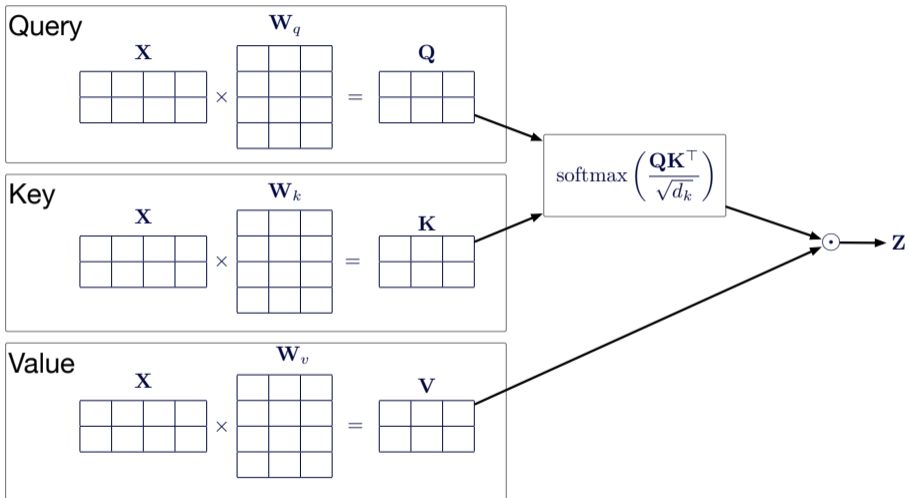 Query
X
W_q
Q
× =
Key
X
W_k
K
× =
Value
X
W_v
V
× =
softmax (QK^⊤ / √d_k)
⊙
Z